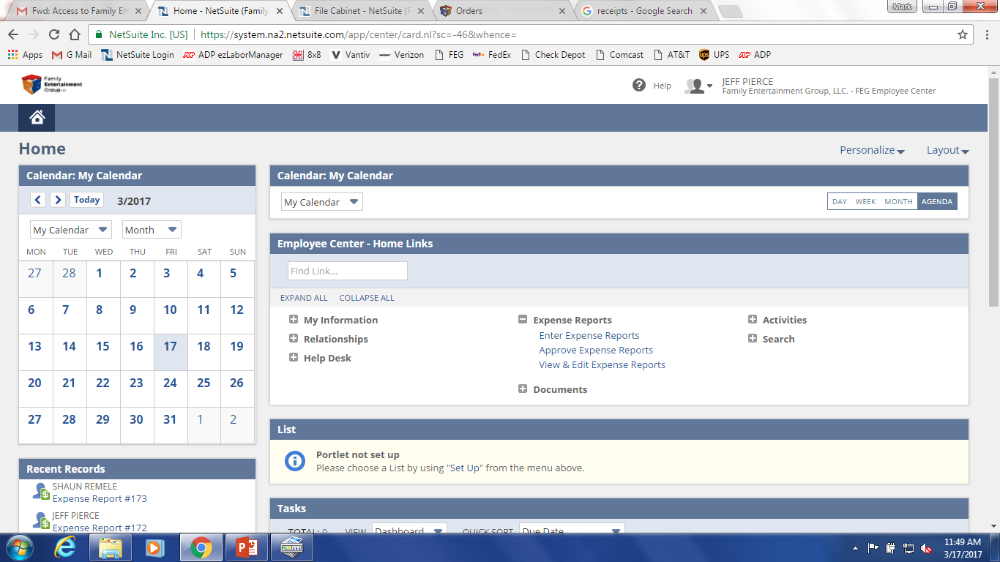 Fwd: Access to Family En
Home - NetSuite (Family
File Cabinet - NetSuite (F
Orders
receipts - Google Search
Mark
NetSuite Inc. [US]
https://system.na2.netsuite.com/app/center/card.nl?sc=-46&whence=
Apps
G Mail
NetSuite Login
ADP ezLaborManager
8x8
Vantiv
Verizon
FEG
FedEx
Check Depot
Comcast
AT&T
UPS
ADP
Family
Entertainment
Group LLC
Help
JEFF PIERCE
Family Entertainment Group, LLC. - FEG Employee Center
Home
Personalize
Layout
Calendar: My Calendar
Today
3/2017
My Calendar
Month
MON TUE WED THU FRI SAT SUN
27 28 1 2 3 4 5
6 7 8 9 10 11 12
13 14 15 16 17 18 19
20 21 22 23 24 25 26
27 28 29 30 31 1 2
Recent Records
SHAUN REMELE
Expense Report #173
JEFF PIERCE
Expense Report #172
Calendar: My Calendar
My Calendar
DAY WEEK MONTH AGENDA
Employee Center - Home Links
Find Link...
EXPAND ALL COLLAPSE ALL
My Information
Relationships
Help Desk
Expense Reports
Enter Expense Reports
Approve Expense Reports
View & Edit Expense Reports
Documents
Activities
Search
List
Portlet not set up
Please choose a List by using "Set Up" from the menu above.
Tasks
TOTAL: 0 VIEW Dashboard QUICK SORT Due Date
11:49 AM
3/17/2017